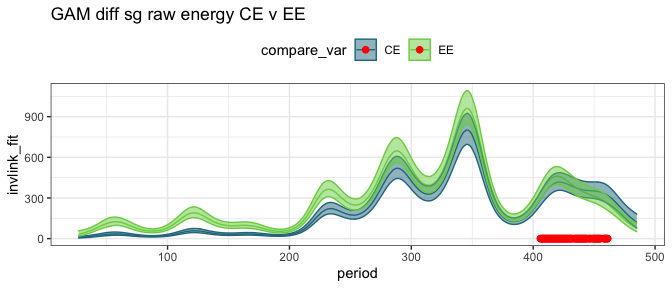 GAM diff sg raw energy CE v EE
compare_var CE EE
invlink_fit
900
600
300
0
100 200 300 400 500
period